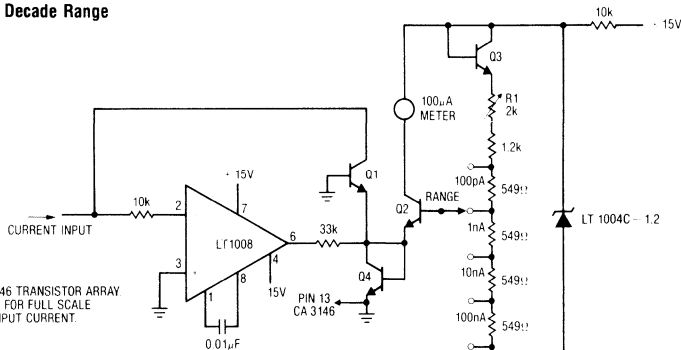 Decade Range
10k
- 15V
Q3
100µA
METER
R1
2k
1.2k
Q1
- 15V
100pA
549Ω
RANGE
Q2
10k
2
7
CURRENT INPUT
LT1008
6
33k
1nA
549Ω
LT 1004C - 1.2
4
3
8
15V
Q4
10nA
549Ω
46 TRANSISTOR ARRAY.
FOR FULL SCALE
PUT CURRENT.
1
PIN 13
CA 3146
100nA
549Ω
0.01µF